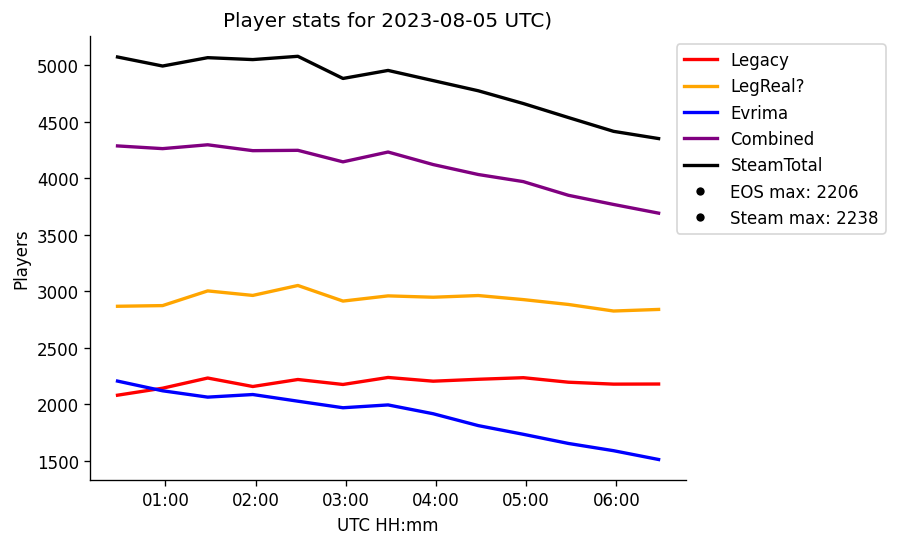 Player stats for 2023-08-05 UTC)
Legacy
LegReal?
Evrima
Combined
SteamTotal
EOS max: 2206
Steam max: 2238
Players
5000
4500
4000
3500
3000
2500
2000
1500
01:00 02:00 03:00 04:00 05:00 06:00
UTC HH:mm